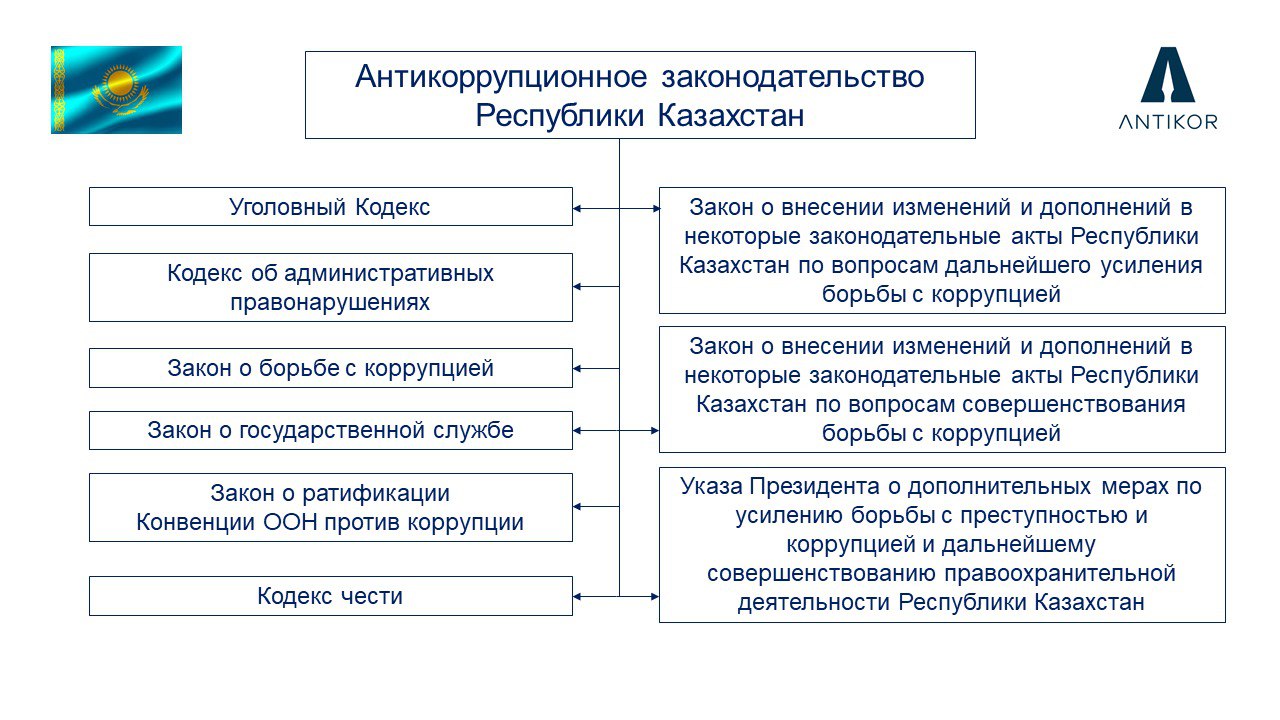 Антикоррупционное законодательство
Республики Казахстан
ΛNTIKOR
Уголовный Кодекс
Кодекс об административных
правонарушениях
Закон о борьбе с коррупцией
Закон о государственной службе
Закон о ратификации
Конвенции ООН против коррупции
Кодекс чести
Закон о внесении изменений и дополнений в
некоторые законодательные акты Республики
Казахстан по вопросам дальнейшего усиления
борьбы с коррупцией
Закон о внесении изменений и дополнений в
некоторые законодательные акты Республики
Казахстан по вопросам совершенствования
борьбы с коррупцией
Указа Президента о дополнительных мерах по
усилению борьбы с преступностью и
коррупцией и дальнейшему
совершенствованию правоохранительной
деятельности Республики Казахстан